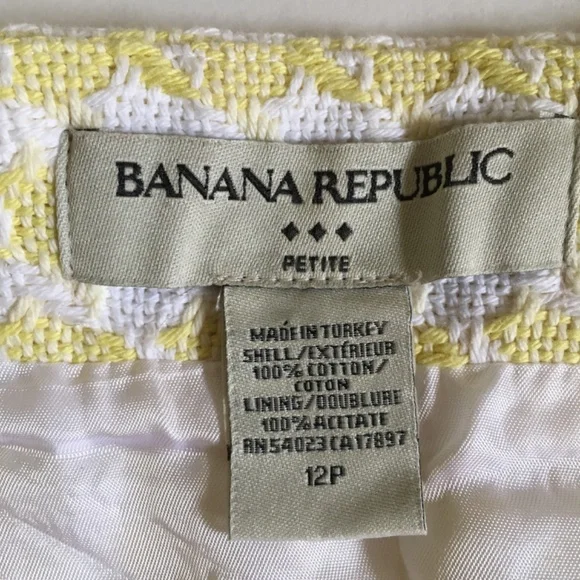 BANANA REPUBLIC
♦♦♦
PETITE
MADE IN TURKEY
SHELL/EXTÉRIEUR
100% COTTON/
COTON
LINING/DOUBLURE
100% ACETATE
RN54023 CA17897
12P